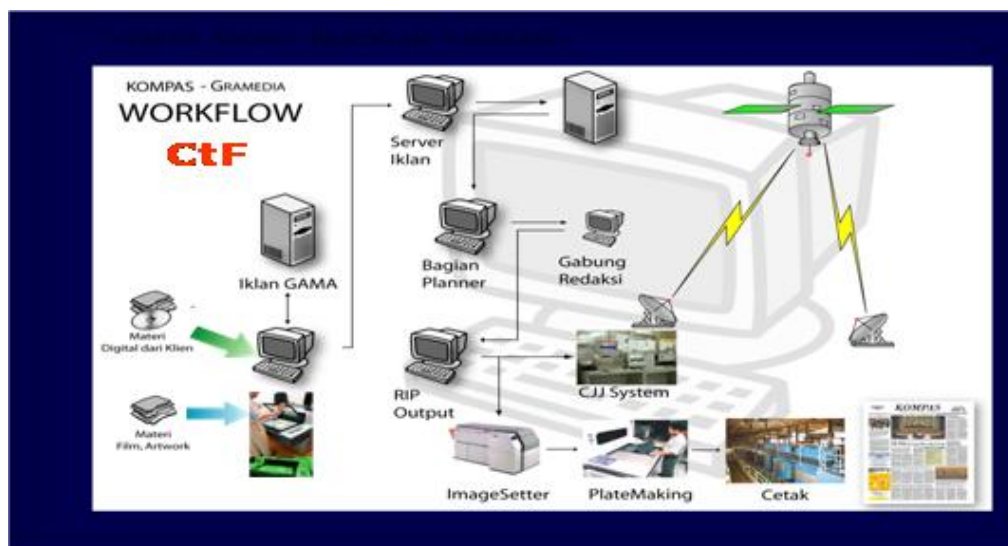 KOMPAS - GRAMEDIA
WORKFLOW
CtF
Server
Iklan
Iklan GAMA
Bagian
Planner
Gabung
Redaksi
Materi
Digital dari Klien
RIP
Output
CJJ System
Materi
Film, Artwork
ImageSetter
PlateMaking
Cetak
KOMPAS